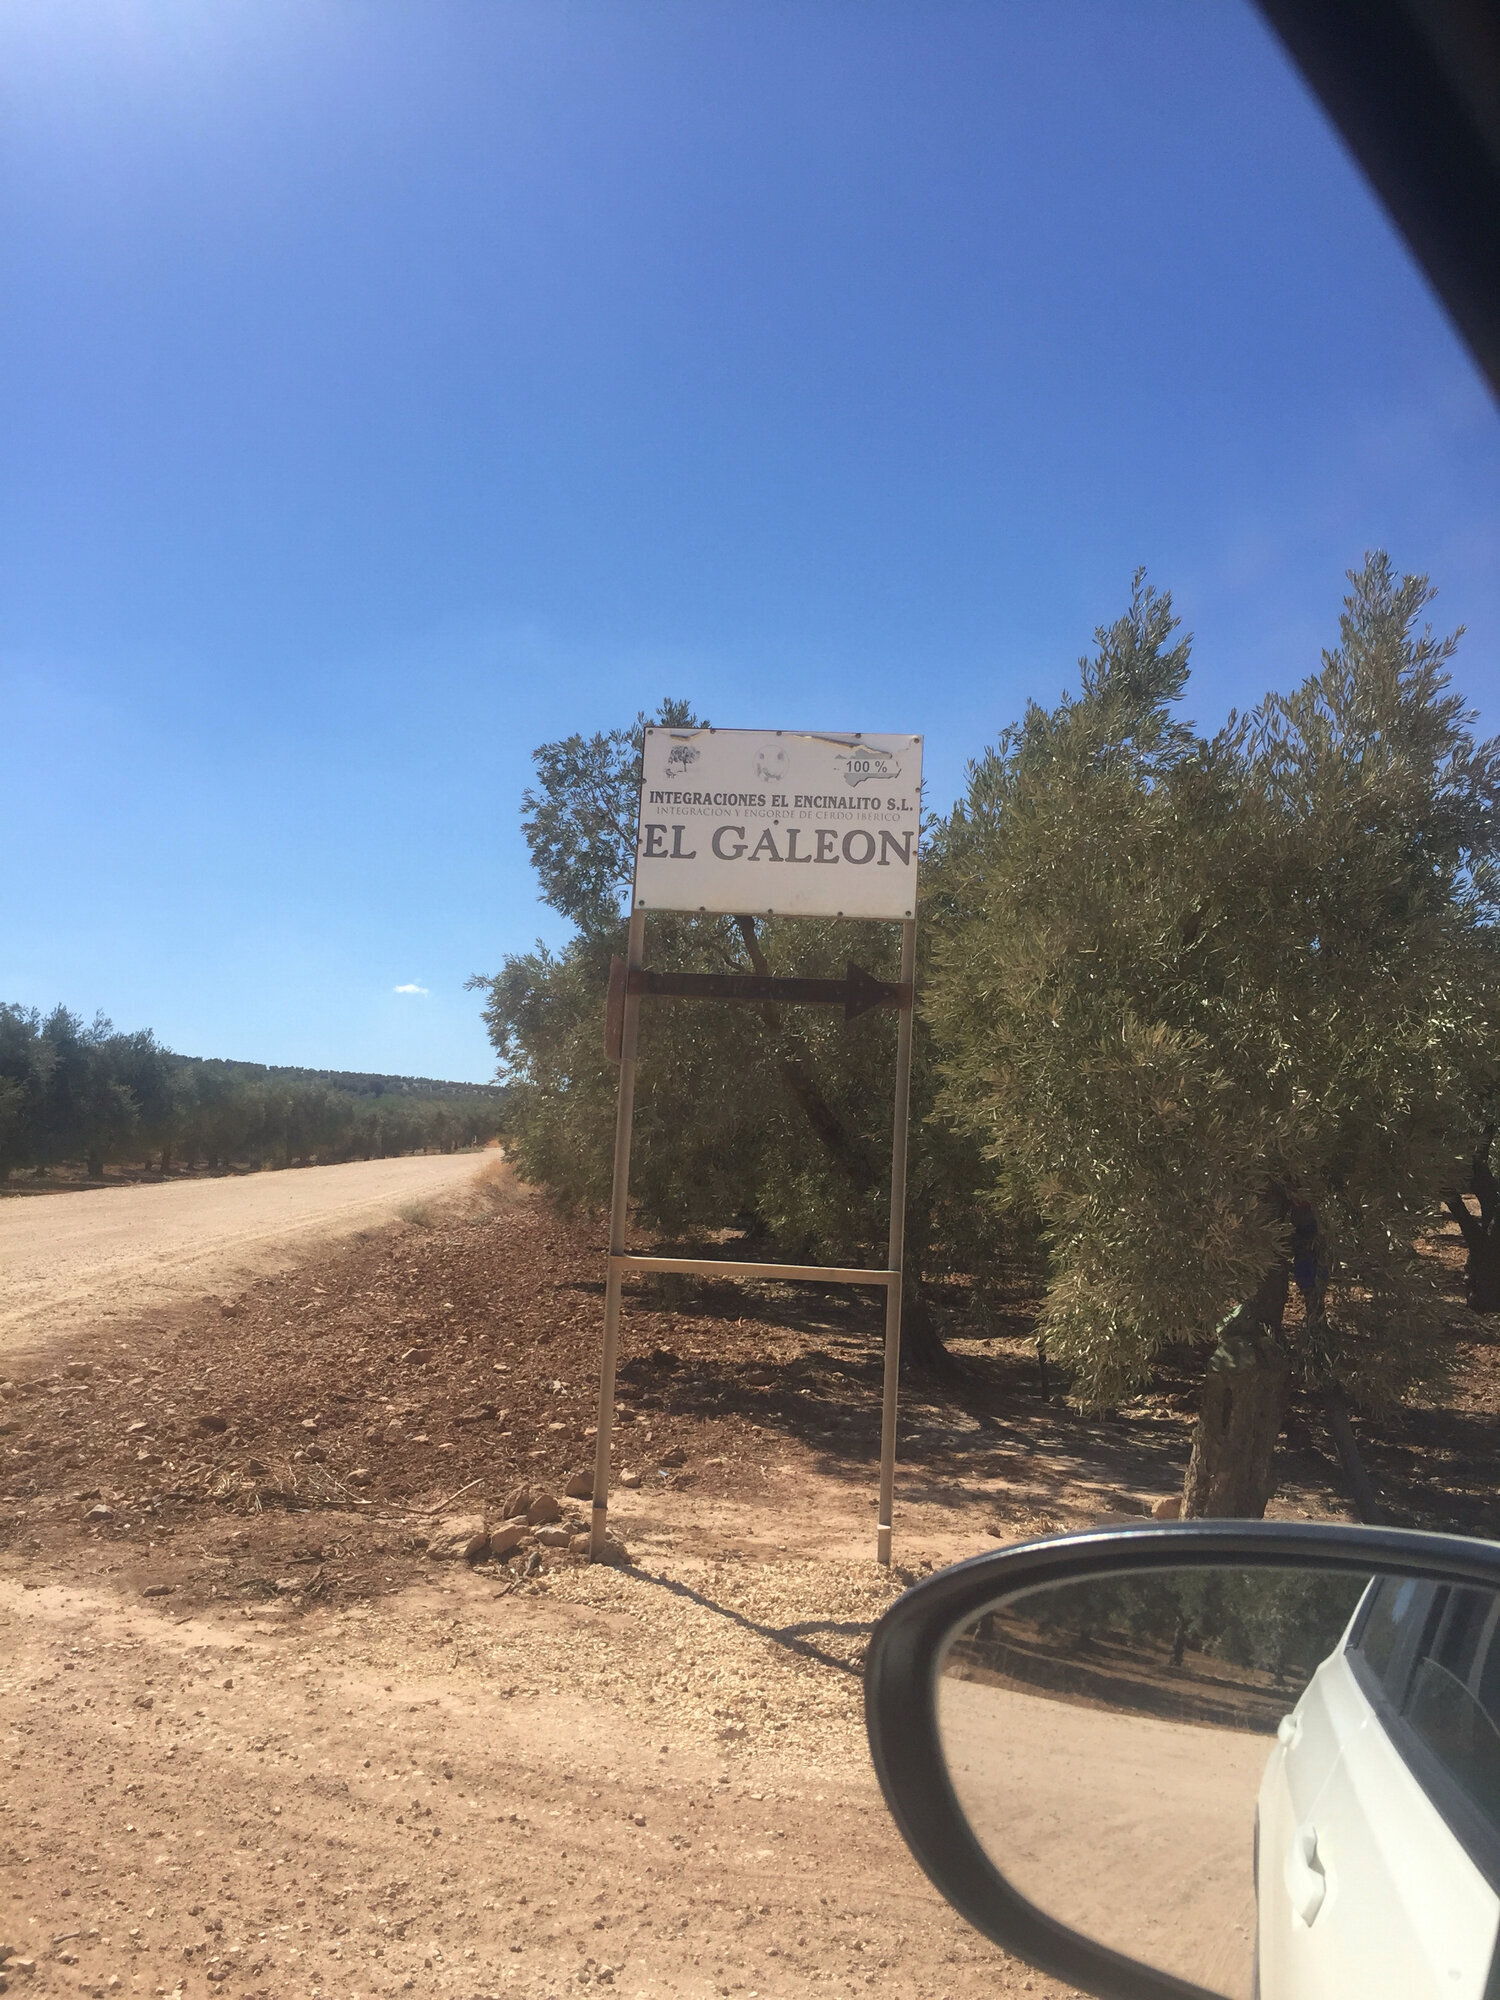 100 %
INTEGRACIONES EL ENCINALITO S.L.
INTEGRACION Y ENGORDE DE CERDO IBERICO
EL GALEON